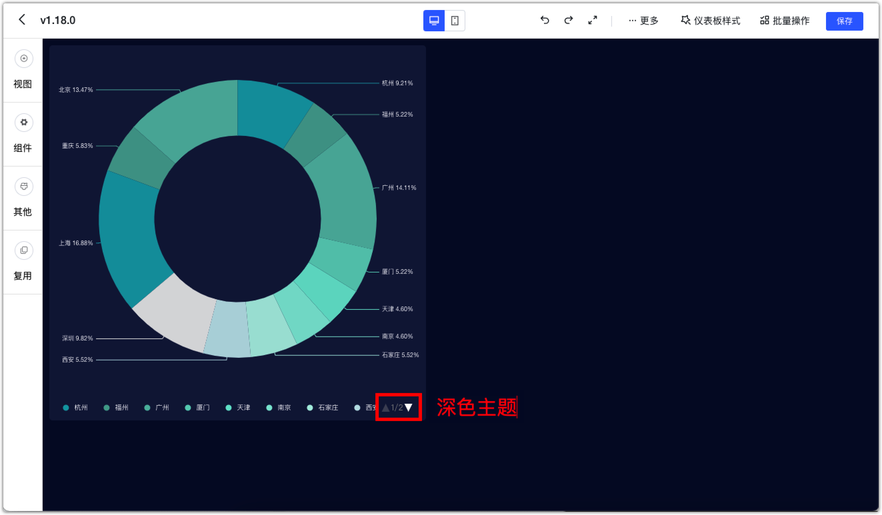 v1.18.0
更多
仪表板样式
批量操作
保存
视图
组件
其他
复用
北京 13.47%
杭州 9.21%
福州 5.22%
重庆 5.83%
广州 14.11%
上海 16.88%
厦门 5.22%
天津 4.60%
深圳 9.82%
南京 4.60%
西安 5.52%
石家庄 5.52%
杭州 福州 广州 厦门 天津 南京 石家庄 西安 1/2
深色主题